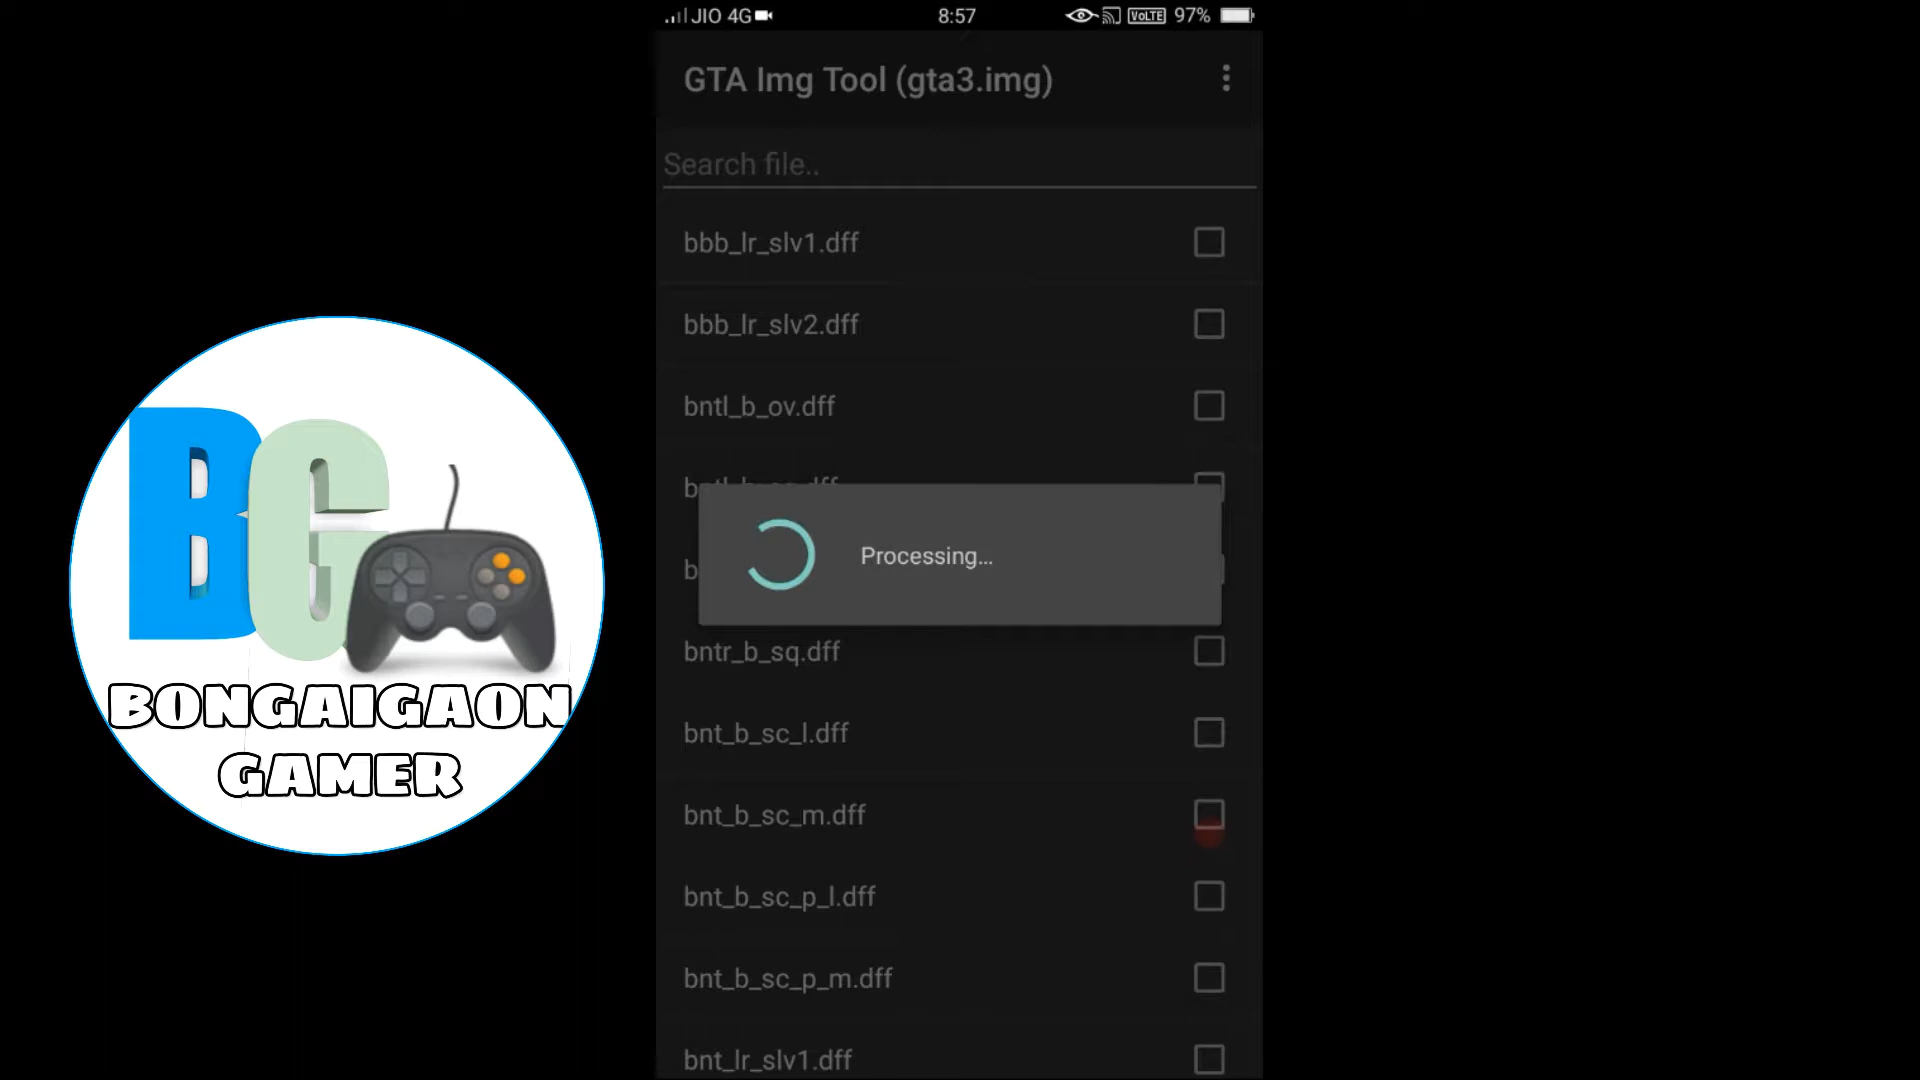 JIO 4G
8:57
VoLTE
97%
GTA Img Tool (gta3.img)
Search file..
bbb_lr_slv1.dff
bbb_lr_slv2.dff
bntl_b_ov.dff
Processing...
bntr_b_sq.dff
bnt_b_sc_l.dff
bnt_b_sc_m.dff
bnt_b_sc_p_l.dff
bnt_b_sc_p_m.dff
bnt_lr_slv1.dff
BG
BONGAIGAON
GAMER